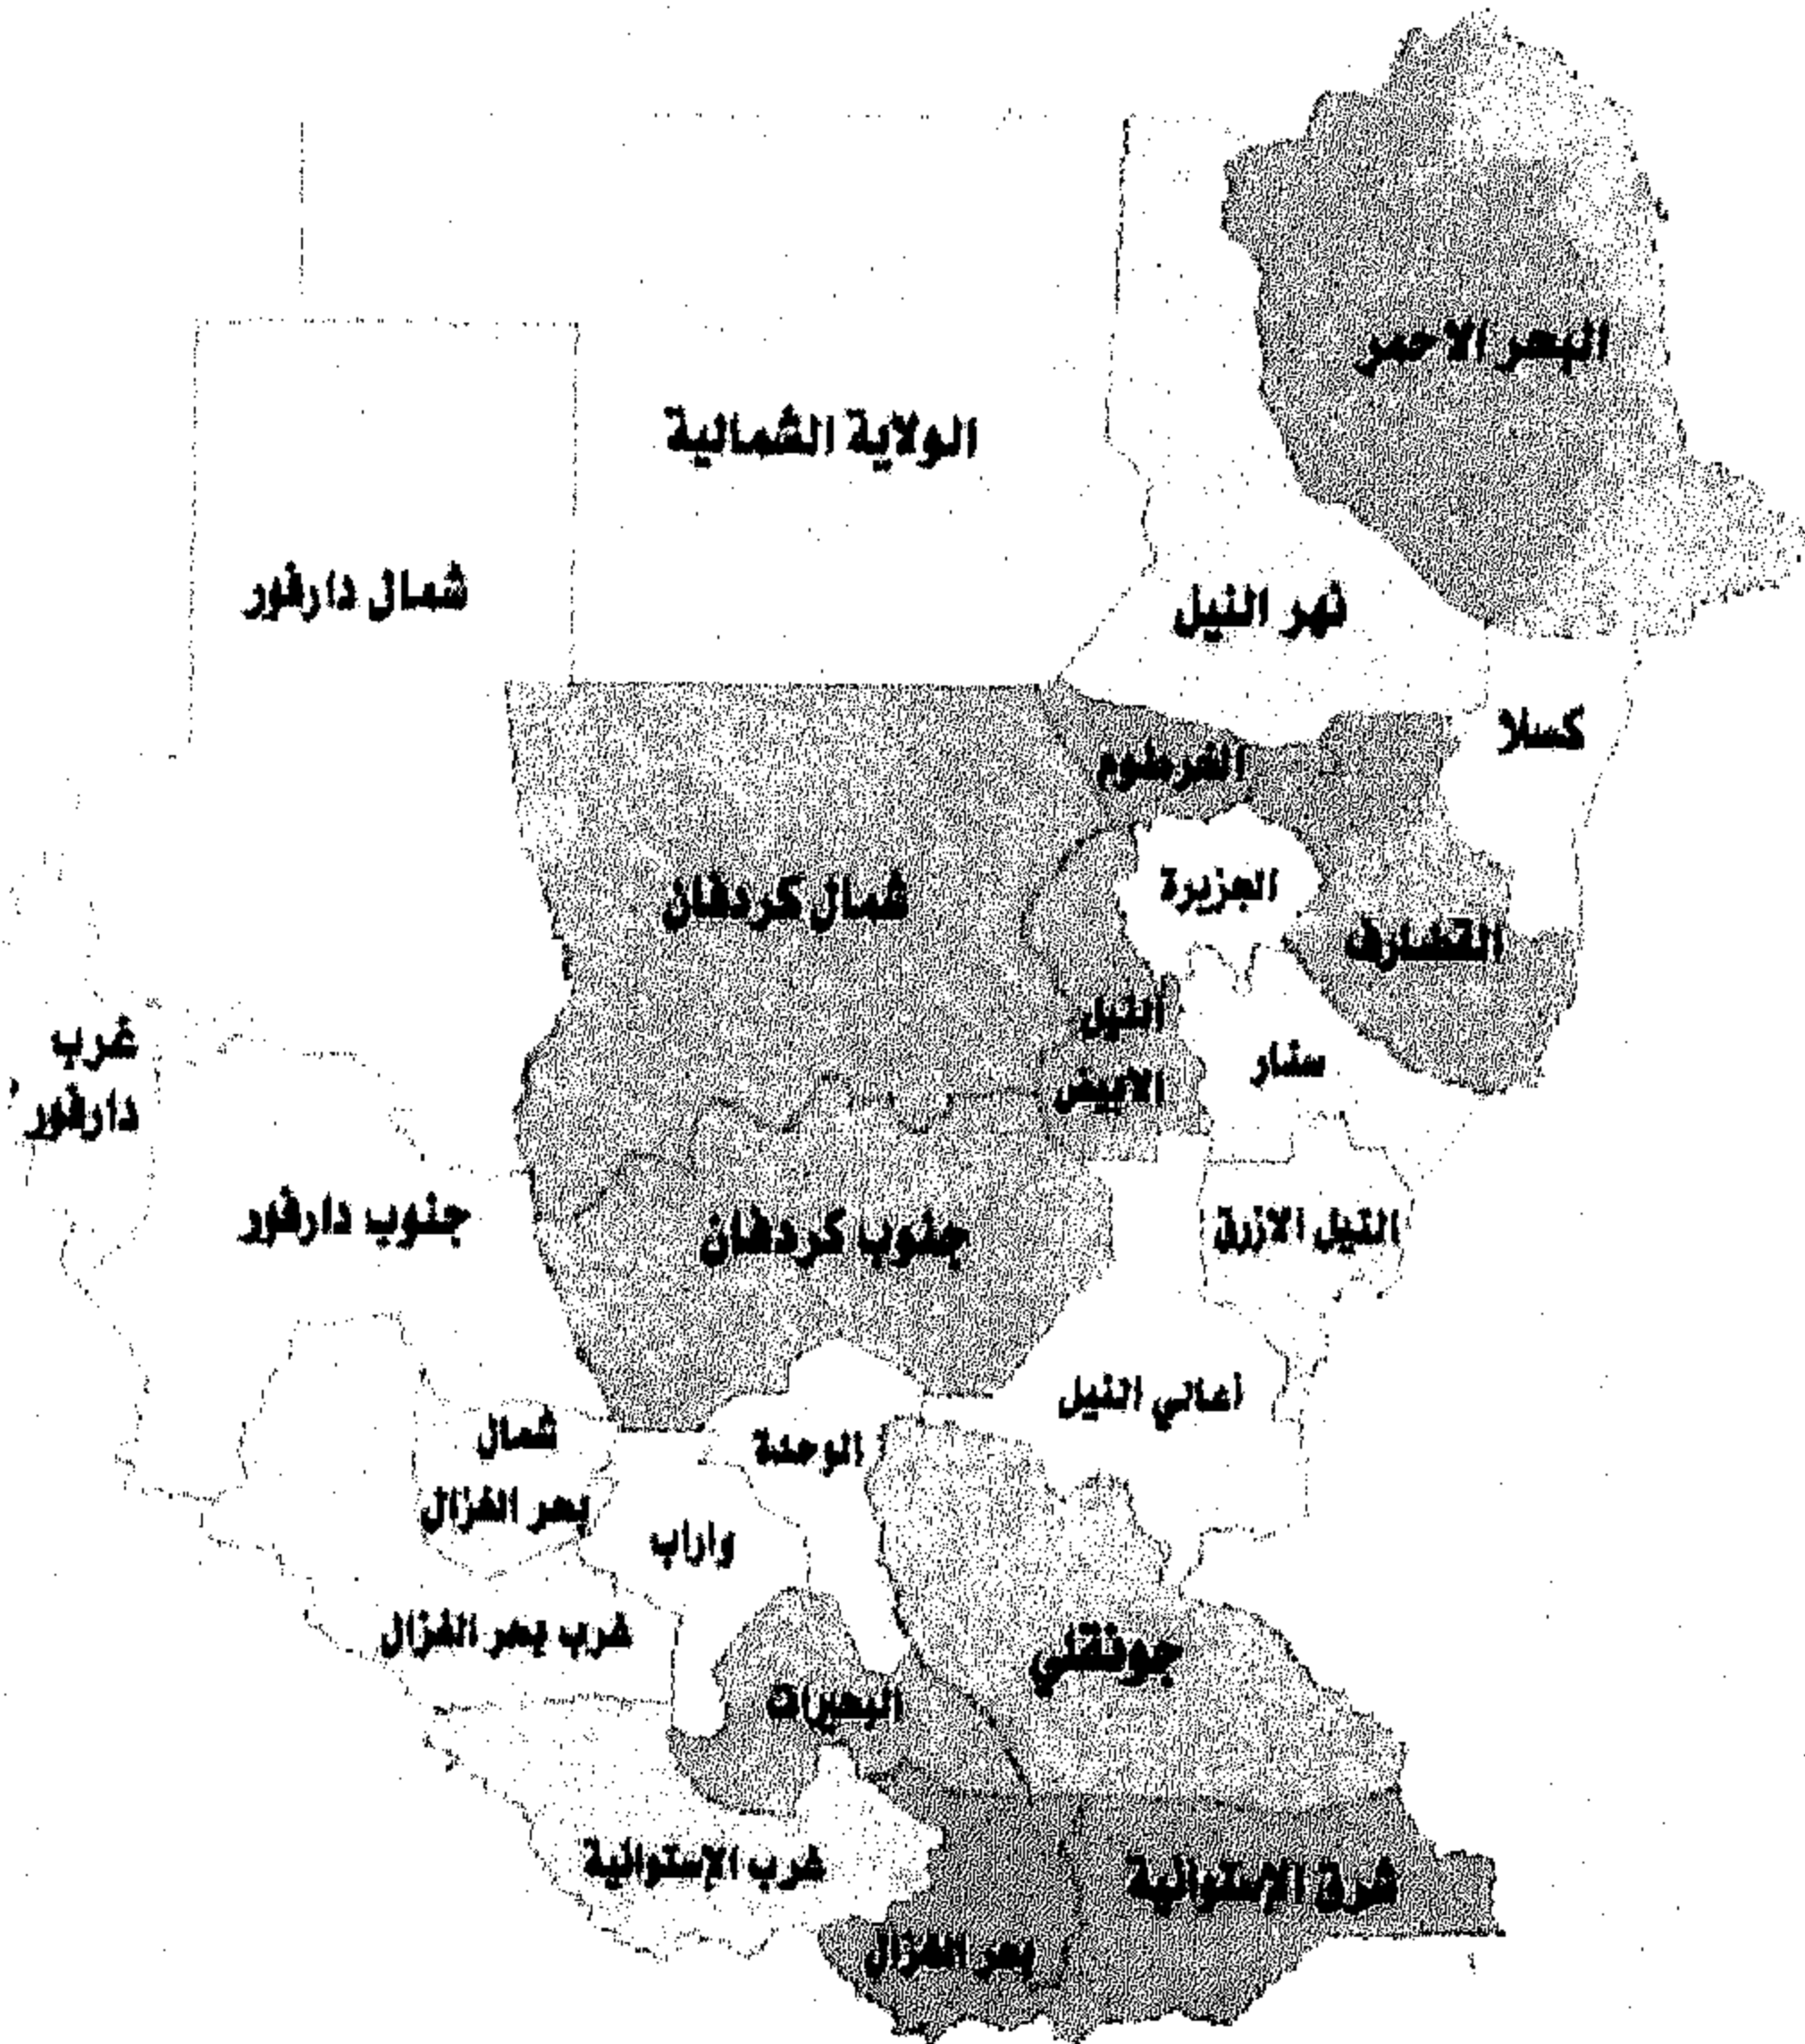 البحر الاحمر
الولاية الشمالية
شمال دارفور
نهر النيل
كسلا
الخرطوم
شمال كردفان
الجزيرة
القضارف
النيل
الابيض
سنار
غرب
دارفور
جنوب دارفور
جنوب كردفان
النيل الازرق
أعالي النيل
شمال
بحر الغزال
الوحدة
واراب
غرب بحر الغزال
جونقلي
البحيرات
غرب الإستوائية
شرق الإستوائية
بحر الغزال